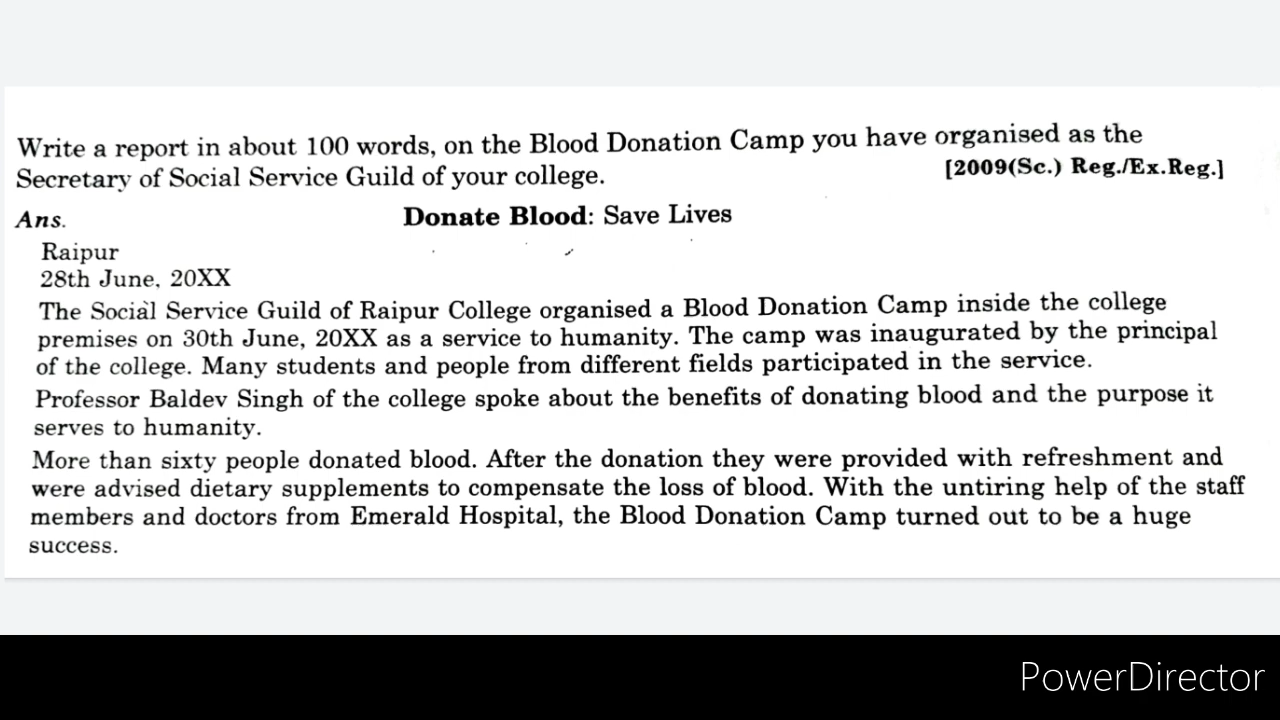 Write a report in about 100 words, on the Blood Donation Camp you have organised as the
Secretary of Social Service Guild of your college. [2009(Sc.) Reg./Ex.Reg.]
Ans. Donate Blood: Save Lives
Raipur
28th June, 20XX
The Social Service Guild of Raipur College organised a Blood Donation Camp inside the college
premises on 30th June, 20XX as a service to humanity. The camp was inaugurated by the principal
of the college. Many students and people from different fields participated in the service.
Professor Baldev Singh of the college spoke about the benefits of donating blood and the purpose it
serves to humanity.
More than sixty people donated blood. After the donation they were provided with refreshment and
were advised dietary supplements to compensate the loss of blood. With the untiring help of the staff
members and doctors from Emerald Hospital, the Blood Donation Camp turned out to be a huge
success.
PowerDirector